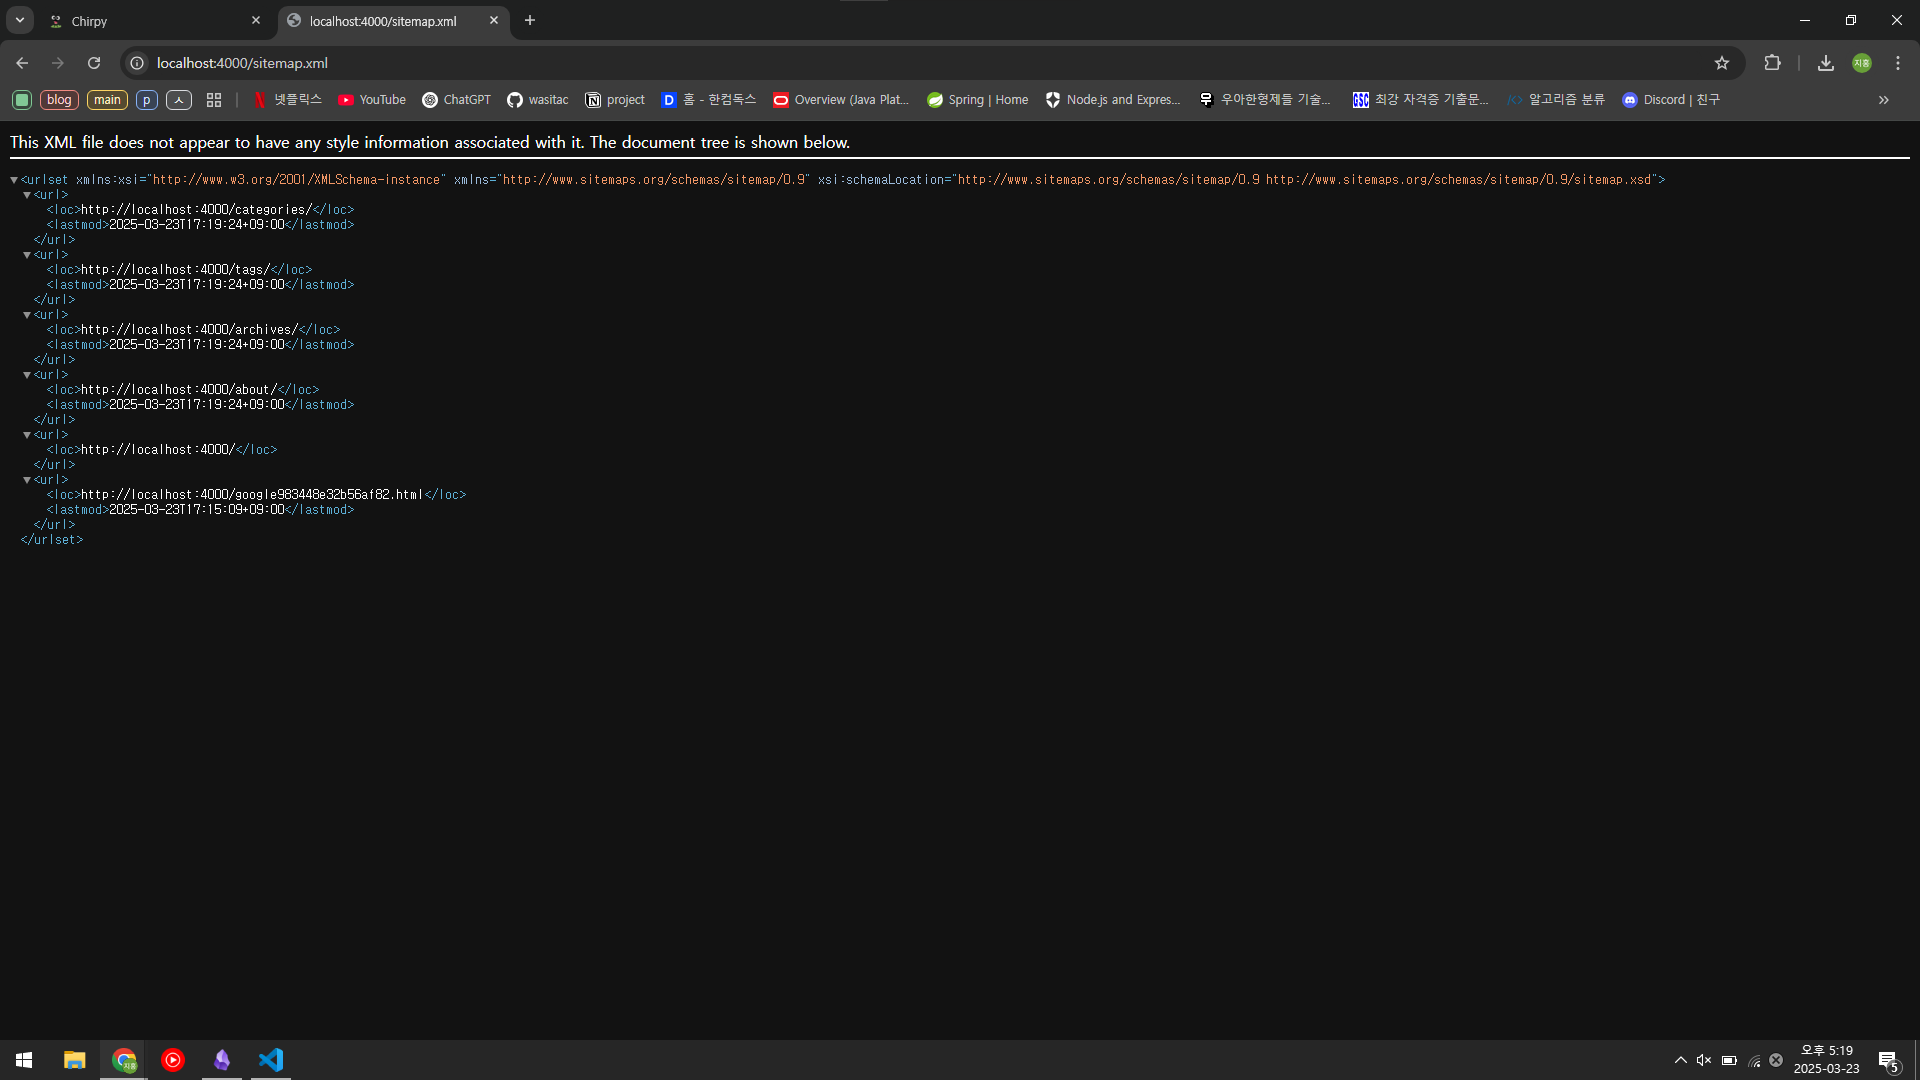 Chirpy
localhost:4000/sitemap.xml
localhost:4000/sitemap.xml
지홍
blog main p ㅅ 넷플릭스 YouTube ChatGPT wasitac project 홈 - 한컴독스 Overview (Java Plat... Spring | Home Node.js and Expres... 우아한형제들 기술... 최강 자격증 기출문... 알고리즘 분류 Discord | 친구
This XML file does not appear to have any style information associated with it. The document tree is shown below.
<urlset xmlns:xsi="http://www.w3.org/2001/XMLSchema-instance" xmlns="http://www.sitemaps.org/schemas/sitemap/0.9" xsi:schemaLocation="http://www.sitemaps.org/schemas/sitemap/0.9 http://www.sitemaps.org/schemas/sitemap/0.9/sitemap.xsd">
<url>
<loc>http://localhost:4000/categories/</loc>
<lastmod>2025-03-23T17:19:24+09:00</lastmod>
</url>
<url>
<loc>http://localhost:4000/tags/</loc>
<lastmod>2025-03-23T17:19:24+09:00</lastmod>
</url>
<url>
<loc>http://localhost:4000/archives/</loc>
<lastmod>2025-03-23T17:19:24+09:00</lastmod>
</url>
<url>
<loc>http://localhost:4000/about/</loc>
<lastmod>2025-03-23T17:19:24+09:00</lastmod>
</url>
<url>
<loc>http://localhost:4000/</loc>
</url>
<url>
<loc>http://localhost:4000/google983448e32b56af82.html</loc>
<lastmod>2025-03-23T17:15:09+09:00</lastmod>
</url>
</urlset>
지홍
오후 5:19
2025-03-23
5